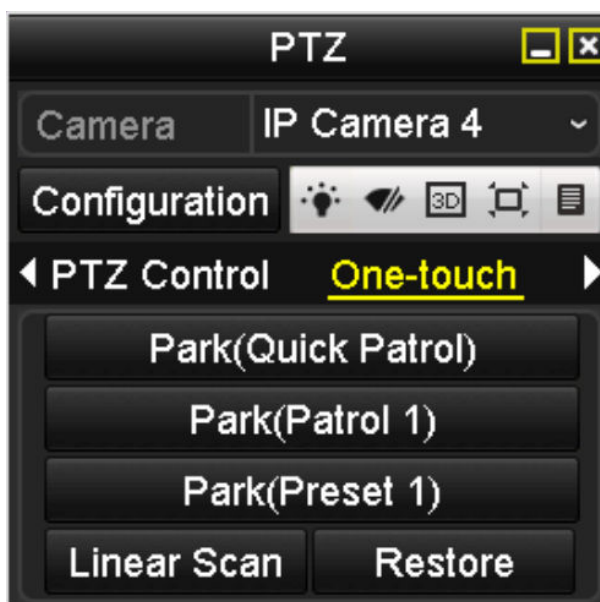 PTZ
Camera IP Camera 4
Configuration 3D
PTZ Control One-touch
Park(Quick Patrol)
Park(Patrol 1)
Park(Preset 1)
Linear Scan Restore